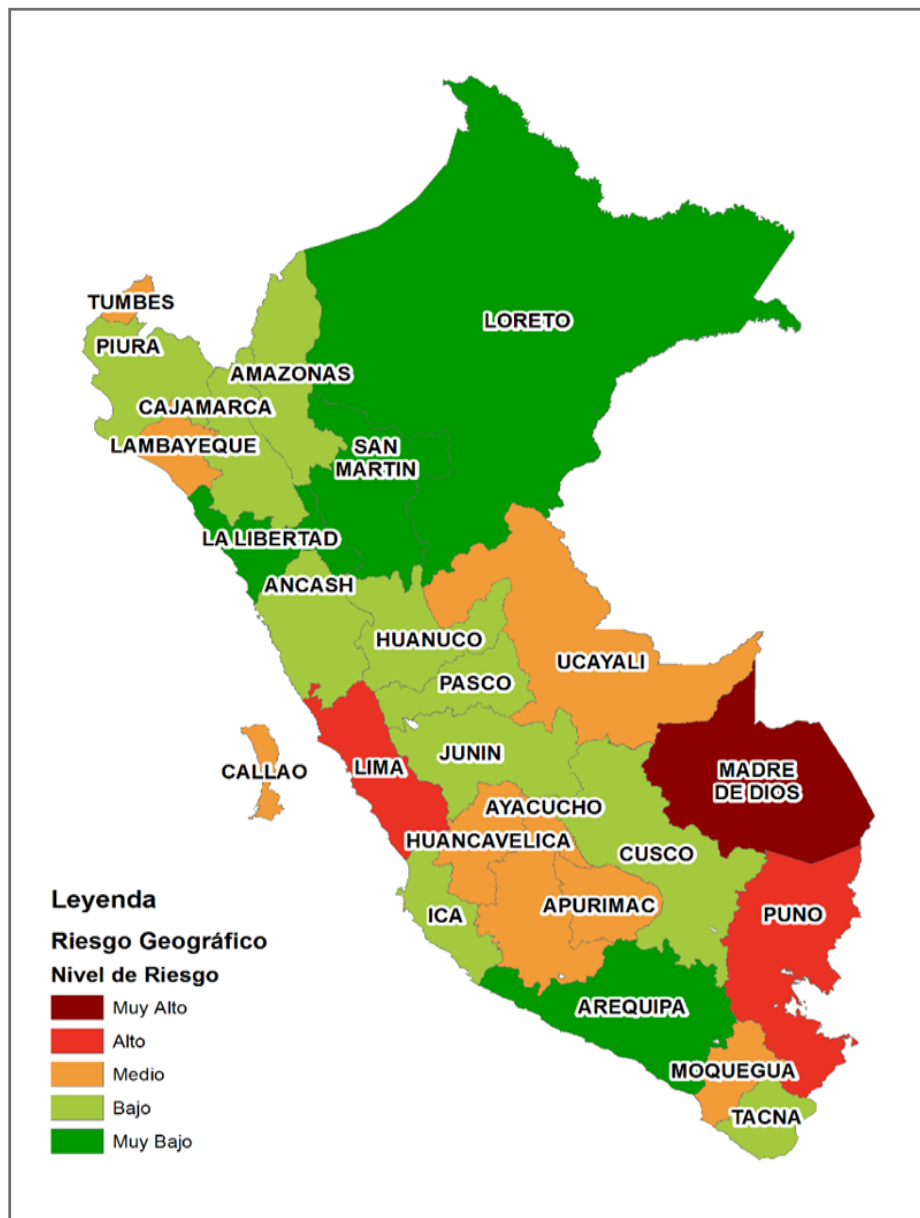 TUMBES
PIURA
LORETO
AMAZONAS
CAJAMARCA
LAMBAYEQUE
SAN
MARTIN
LA LIBERTAD
ANCASH
HUANUCO
UCAYALI
PASCO
JUNIN
LIMA
CALLAO
MADRE
DE DIOS
AYACUCHO
HUANCAVELICA
CUSCO
APURIMAC
ICA
PUNO
AREQUIPA
MOQUEGUA
TACNA
Leyenda
Riesgo Geográfico
Nivel de Riesgo
Muy Alto
Alto
Medio
Bajo
Muy Bajo